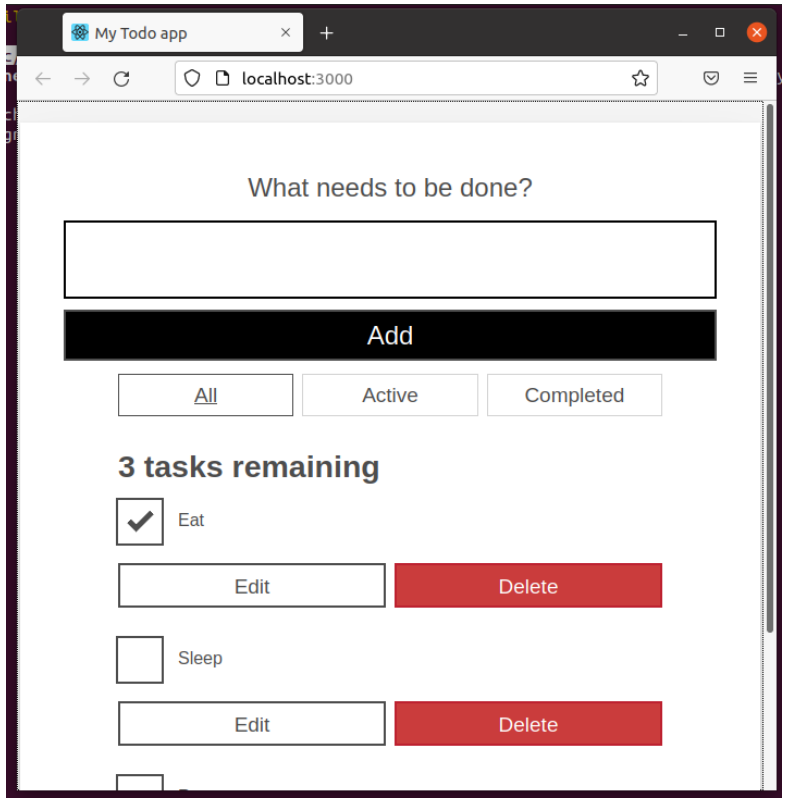 My Todo app
localhost:3000
What needs to be done?
Add
All Active Completed
3 tasks remaining
Eat
Edit Delete
Sleep
Edit Delete